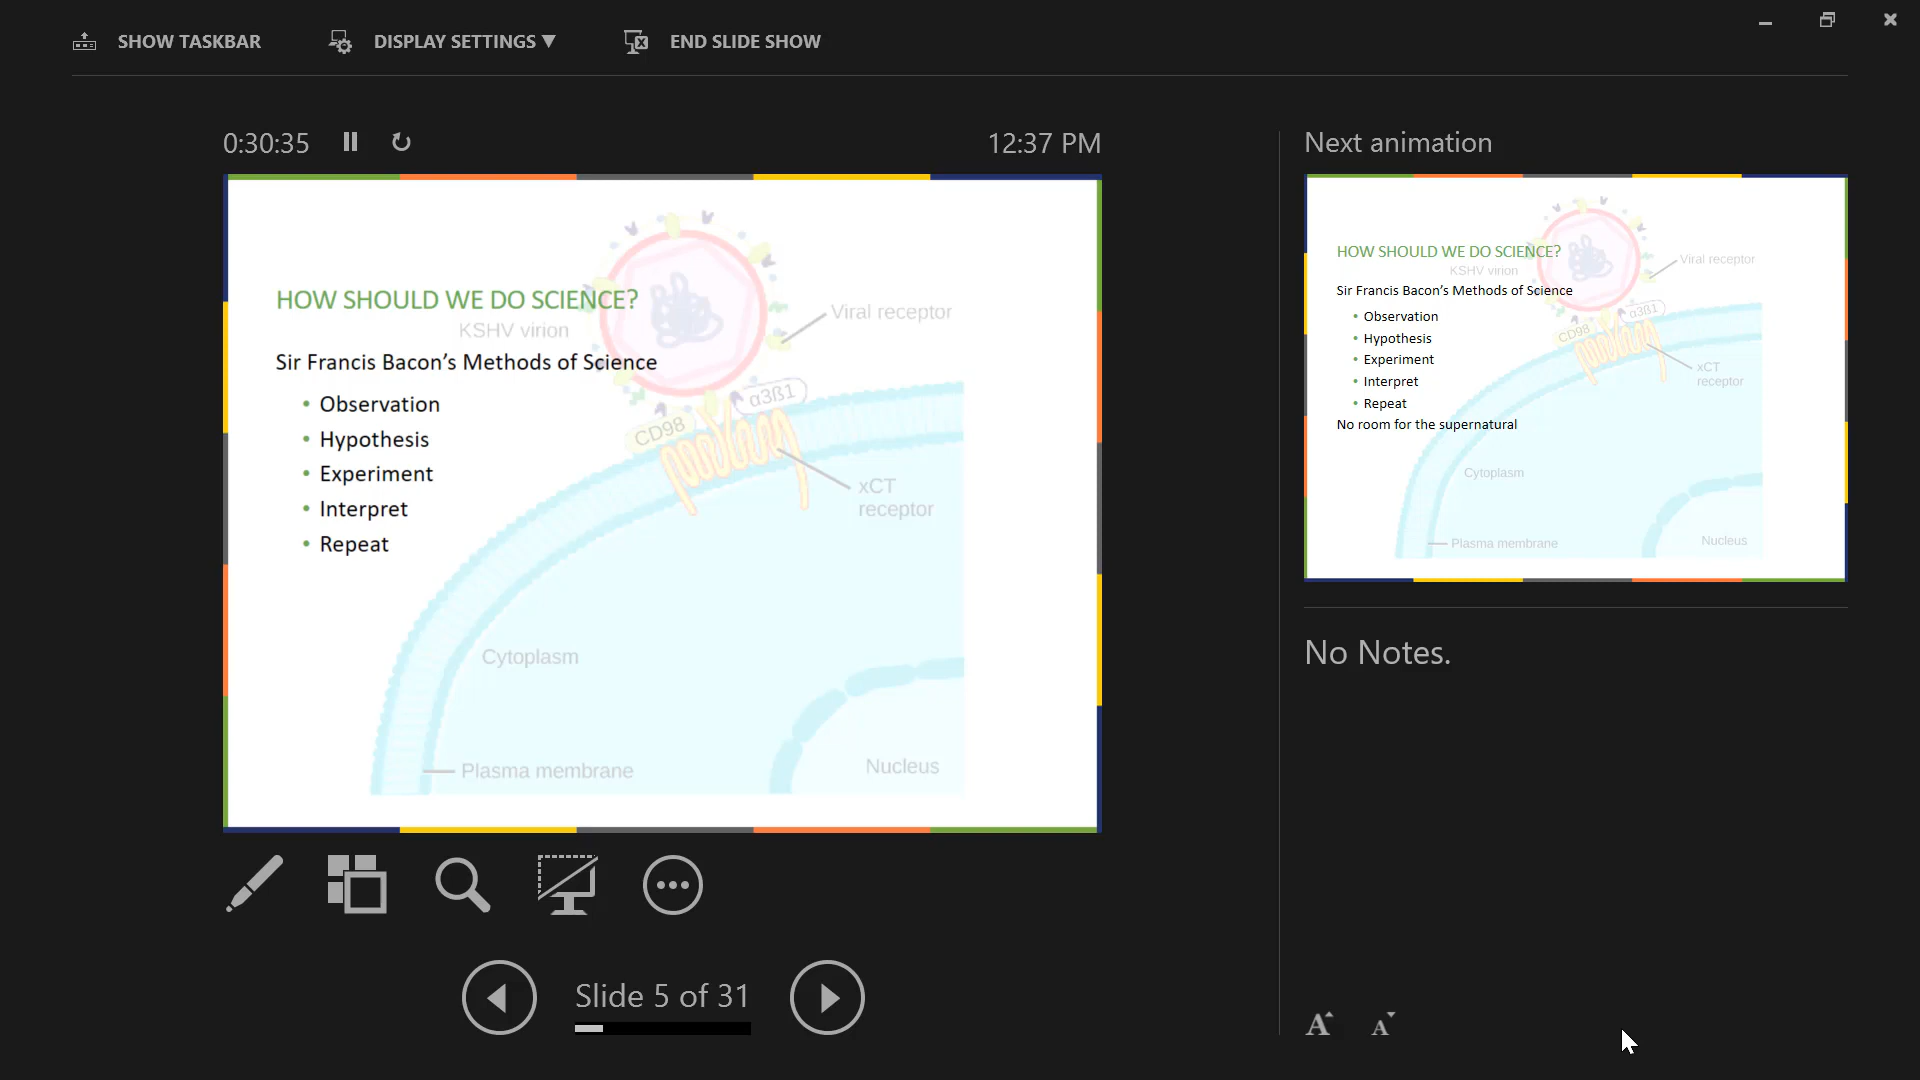 SHOW TASKBAR
DISPLAY SETTINGS ▼
END SLIDE SHOW
0:30:35
12:37 PM
HOW SHOULD WE DO SCIENCE?
KSHV virion
Viral receptor
Sir Francis Bacon's Methods of Science
• Observation
• Hypothesis
• Experiment
• Interpret
• Repeat
α3ß1
CD98
xCT
receptor
Cytoplasm
Plasma membrane
Nucleus
Slide 5 of 31
Next animation
HOW SHOULD WE DO SCIENCE?
KSHV virion
Viral receptor
Sir Francis Bacon's Methods of Science
• Observation
• Hypothesis
• Experiment
• Interpret
• Repeat
No room for the supernatural
α3ß1
CD98
xCT
receptor
Cytoplasm
Plasma membrane
Nucleus
No Notes.
A A